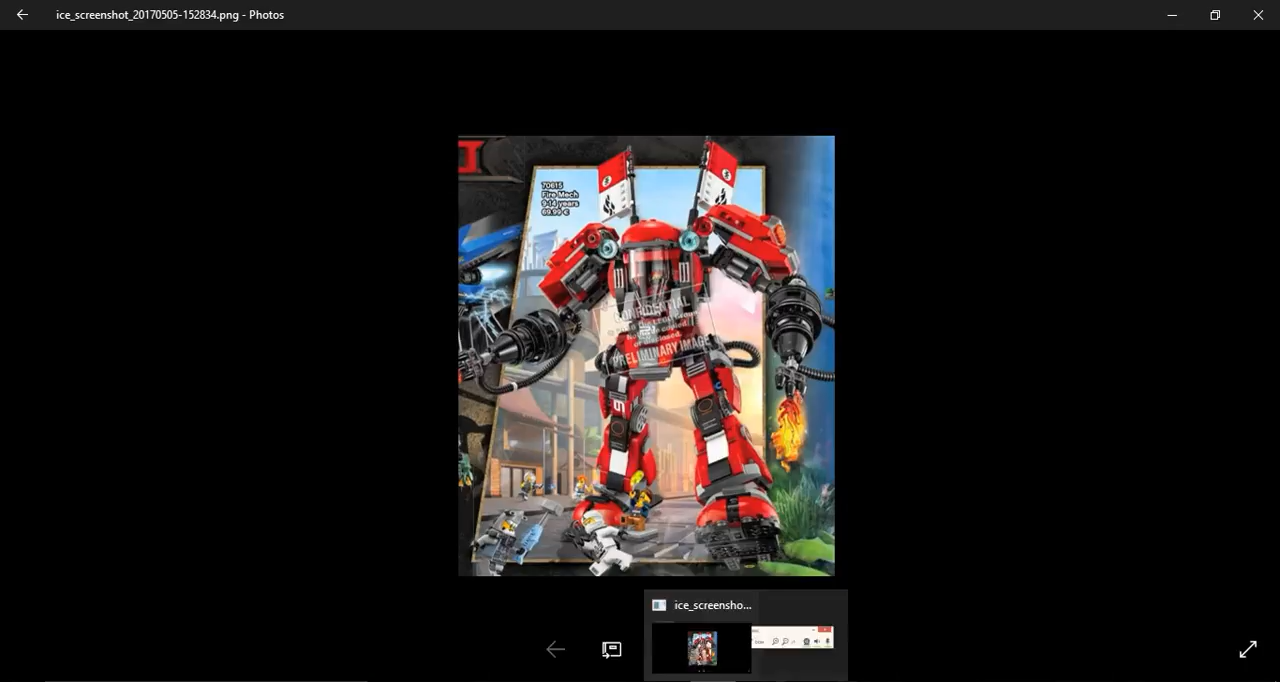 ice_screenshot_20170505-152834.png - Photos
70615
Fire Mech
9-14 years
69.99 €
CONFIDENTIAL
PRELIMINARY IMAGE
ice_screensho...